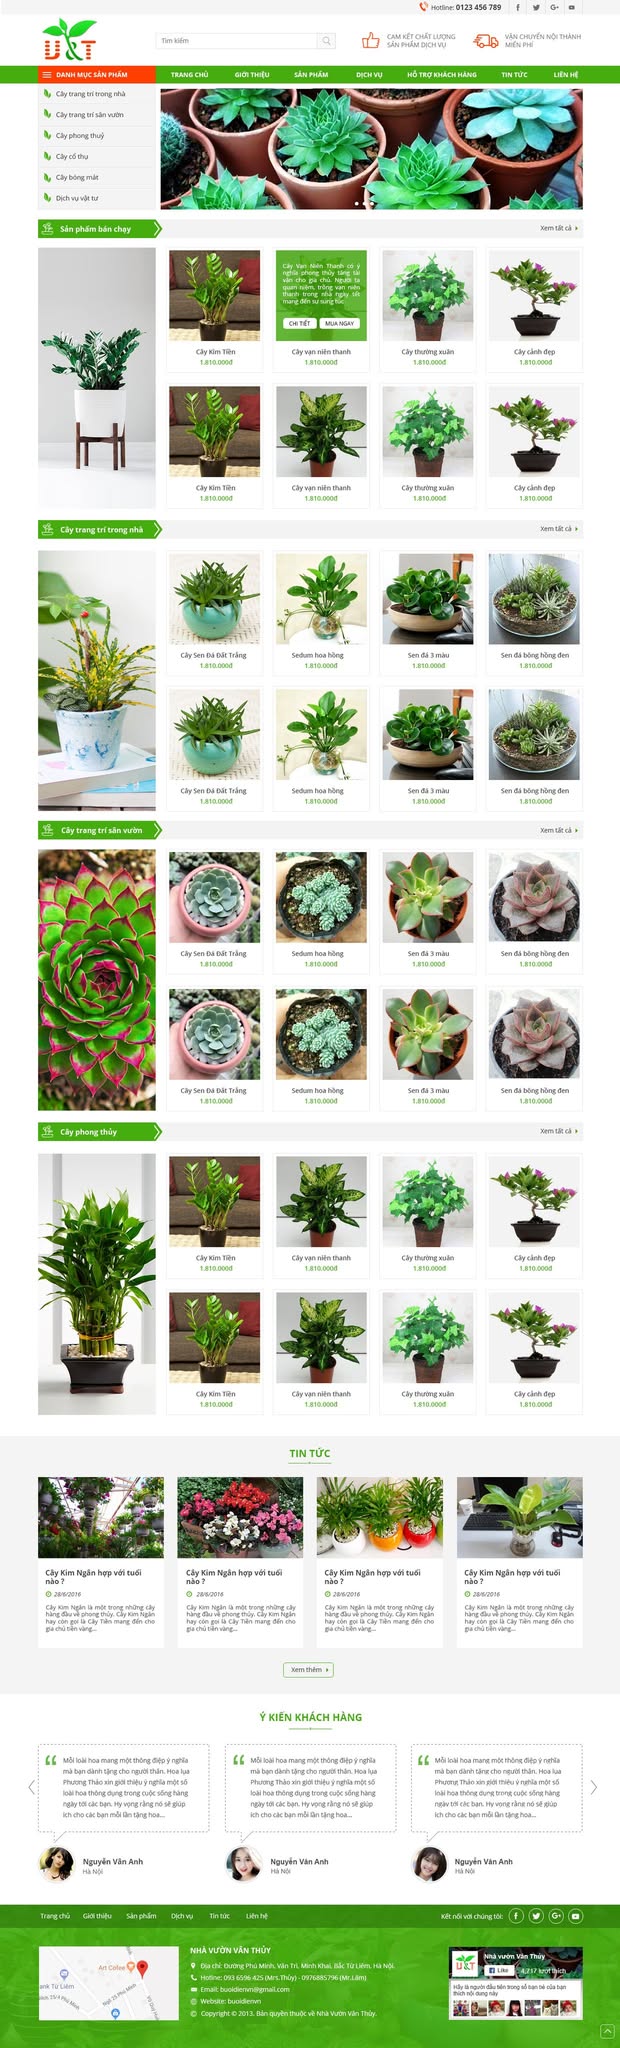 Hotline: 0123 456 789
U&T
Tìm kiếm
CAM KẾT CHẤT LƯỢNG
SẢN PHẨM DỊCH VỤ
VẬN CHUYỂN NỘI THÀNH
MIỄN PHÍ
DANH MỤC SẢN PHẨM
TRANG CHỦ GIỚI THIỆU SẢN PHẨM DỊCH VỤ HỖ TRỢ KHÁCH HÀNG TIN TỨC LIÊN HỆ
Cây trang trí trong nhà
Cây trang trí sân vườn
Cây phong thuỷ
Cây cổ thụ
Cây bóng mát
Dịch vụ vật tư
Sản phẩm bán chạy Xem tất cả
Cây Vạn Niên Thanh có ý
nghĩa phong thủy tăng tài
vận cho gia chủ. Người ta
quan niệm, trồng vạn niên
thanh trong nhà ngày tết
mang đến sự sung túc
CHI TIẾT MUA NGAY
Cây Kim Tiền Cây vạn niên thanh Cây thường xuân Cây cảnh đẹp
1.810.000đ 1.810.000đ 1.810.000đ 1.810.000đ
Cây Kim Tiền Cây vạn niên thanh Cây thường xuân Cây cảnh đẹp
1.810.000đ 1.810.000đ 1.810.000đ 1.810.000đ
Cây trang trí trong nhà Xem tất cả
Cây Sen Đá Đất Trắng Sedum hoa hồng Sen đá 3 màu Sen đá bông hồng đen
1.810.000đ 1.810.000đ 1.810.000đ 1.810.000đ
Cây Sen Đá Đất Trắng Sedum hoa hồng Sen đá 3 màu Sen đá bông hồng đen
1.810.000đ 1.810.000đ 1.810.000đ 1.810.000đ
Cây trang trí sân vườn Xem tất cả
Cây Sen Đá Đất Trắng Sedum hoa hồng Sen đá 3 màu Sen đá bông hồng đen
1.810.000đ 1.810.000đ 1.810.000đ 1.810.000đ
Cây Sen Đá Đất Trắng Sedum hoa hồng Sen đá 3 màu Sen đá bông hồng đen
1.810.000đ 1.810.000đ 1.810.000đ 1.810.000đ
Cây phong thủy Xem tất cả
Cây Kim Tiền Cây vạn niên thanh Cây thường xuân Cây cảnh đẹp
1.810.000đ 1.810.000đ 1.810.000đ 1.810.000đ
Cây Kim Tiền Cây vạn niên thanh Cây thường xuân Cây cảnh đẹp
1.810.000đ 1.810.000đ 1.810.000đ 1.810.000đ
TIN TỨC
Cây Kim Ngân hợp với tuổi
nào ?
28/6/2016
Cây Kim Ngân là một trong những cây
hàng đầu về phong thủy. Cây Kim Ngân
hay còn gọi là Cây Tiền mang đến cho
gia chủ tiền vàng...
Cây Kim Ngân hợp với tuổi
nào ?
28/6/2016
Cây Kim Ngân là một trong những cây
hàng đầu về phong thủy. Cây Kim Ngân
hay còn gọi là Cây Tiền mang đến cho
gia chủ tiền vàng...
Cây Kim Ngân hợp với tuổi
nào ?
28/6/2016
Cây Kim Ngân là một trong những cây
hàng đầu về phong thủy. Cây Kim Ngân
hay còn gọi là Cây Tiền mang đến cho
gia chủ tiền vàng...
Cây Kim Ngân hợp với tuổi
nào ?
28/6/2016
Cây Kim Ngân là một trong những cây
hàng đầu về phong thủy. Cây Kim Ngân
hay còn gọi là Cây Tiền mang đến cho
gia chủ tiền vàng...
Xem thêm
Ý KIẾN KHÁCH HÀNG
Mỗi loài hoa mang một thông điệp ý nghĩa
mà bạn dành tặng cho người thân. Hoa lụa
Phương Thảo xin giới thiệu ý nghĩa một số
loài hoa thông dụng trong cuộc sống hàng
ngày tới các bạn. Hy vọng rằng nó sẽ giúp
ích cho các bạn mỗi lần tặng hoa...
Nguyễn Vân Anh
Hà Nội
Mỗi loài hoa mang một thông điệp ý nghĩa
mà bạn dành tặng cho người thân. Hoa lụa
Phương Thảo xin giới thiệu ý nghĩa một số
loài hoa thông dụng trong cuộc sống hàng
ngày tới các bạn. Hy vọng rằng nó sẽ giúp
ích cho các bạn mỗi lần tặng hoa...
Nguyễn Vân Anh
Hà Nội
Mỗi loài hoa mang một thông điệp ý nghĩa
mà bạn dành tặng cho người thân. Hoa lụa
Phương Thảo xin giới thiệu ý nghĩa một số
loài hoa thông dụng trong cuộc sống hàng
ngày tới các bạn. Hy vọng rằng nó sẽ giúp
ích cho các bạn mỗi lần tặng hoa...
Nguyễn Vân Anh
Hà Nội
Trang chủ Giới thiệu Sản phẩm Dịch vụ Tin tức Liên hệ Kết nối với chúng tôi:
Art Cofee
ank Từ Liêm
Ngõ 15 Phú Minh
NHÀ VƯỜN VÂN THỦY
Địa chỉ: Đường Phú Minh, Văn Trì, Minh Khai, Bắc Từ Liêm, Hà Nội.
Hotline: 093 6596 425 (Mrs.Thủy) - 0976885796 (Mr.Lâm)
Email: buoidienvn@gmail.com
Website: buoidienvn
Copyright © 2013. Bản quyền thuộc về Nhà Vườn Vân Thủy.
Nhà vườn Vân Thủy
U&T
Like 4,717 lượt thích
Hãy là người đầu tiên trong số bạn bè của bạn
thích nội dung này